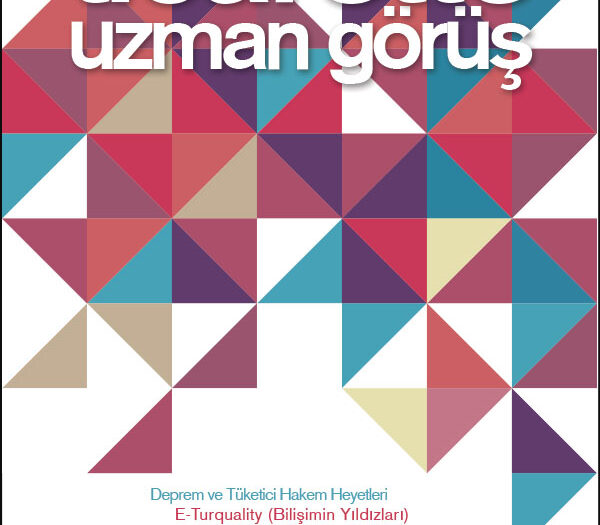 uzman görüş
Deprem ve Tüketici Hakem Heyetleri
E-Turquality (Bilişimin Yıldızları)